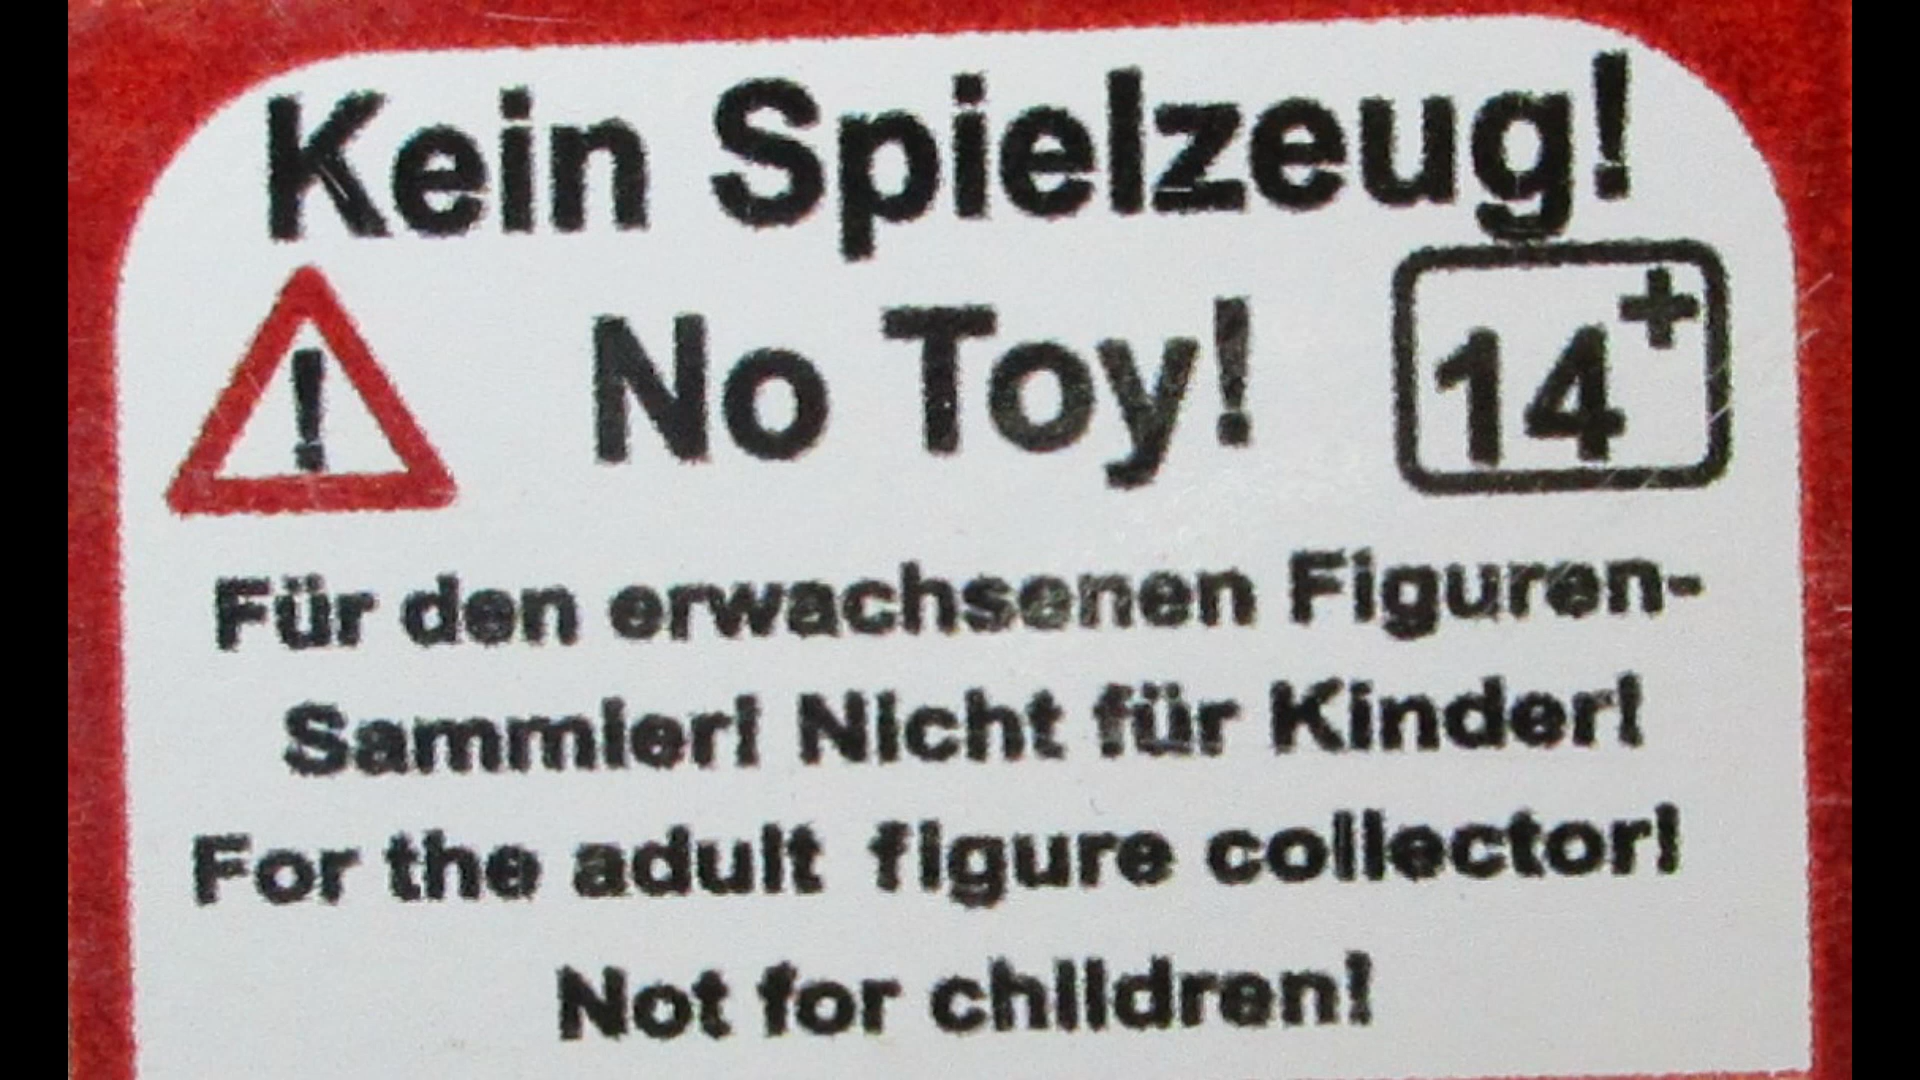 Kein Spielzeug!
! No Toy! 14+
Für den erwachsenen Figuren-
Sammler! Nicht für Kinder!
For the adult figure collector!
Not for children!